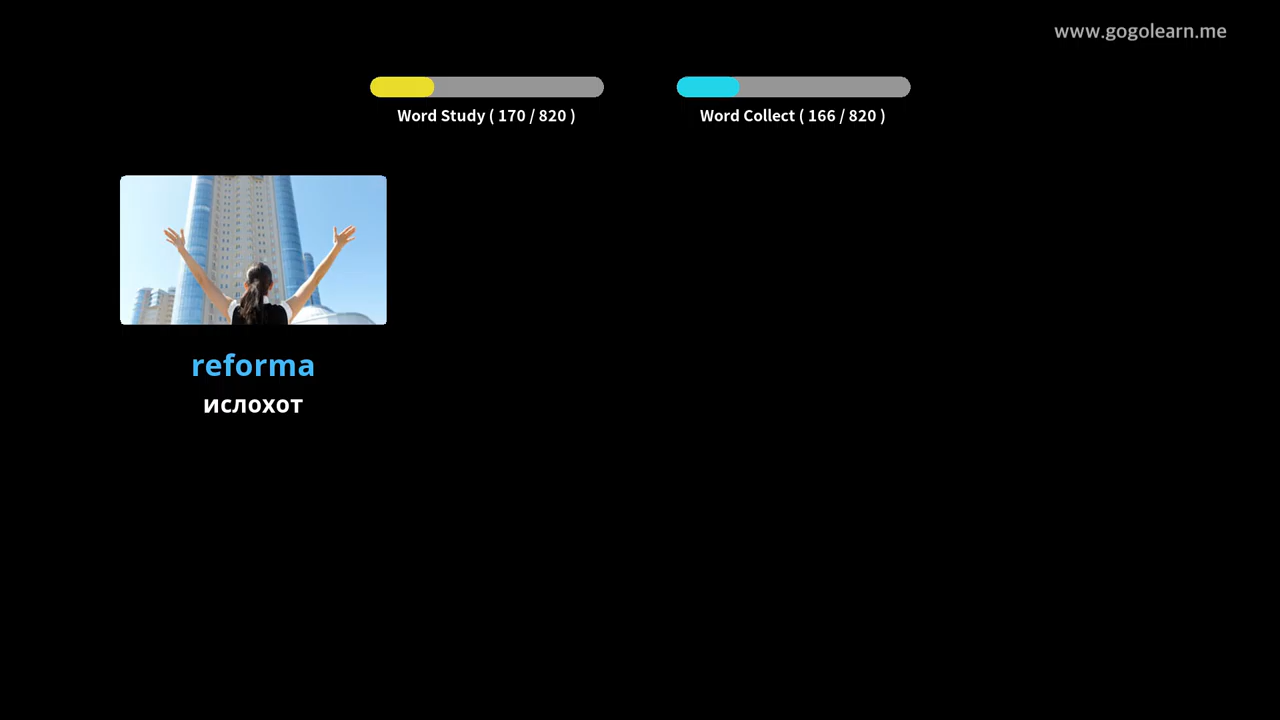 www.gogolearn.me
Word Study ( 170 / 820 )
Word Collect ( 166 / 820 )
reforma
ислохот